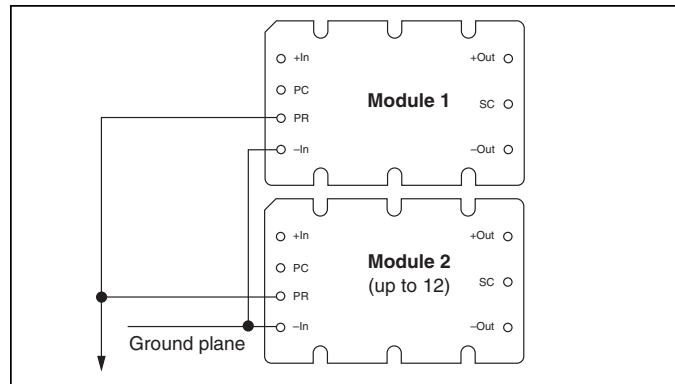 +In
+Out
PC
Module 1
SC
PR
–In
–Out
+In
+Out
Module 2
PC
(up to 12)
SC
PR
–In
–Out
Ground plane